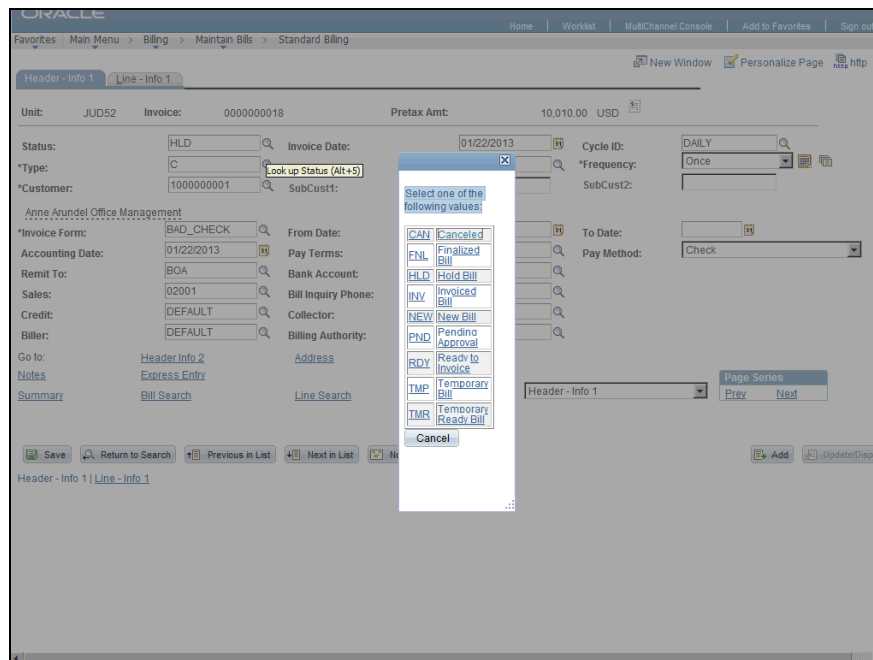 ORACLE
Home | Worklist | MultiChannel Console | Add to Favorites | Sign out
Favorites | Main Menu > Billing > Maintain Bills > Standard Billing
New Window Personalize Page http
Header - Info 1 Line - Info 1
Unit: JUD52 Invoice: 0000000018 Pretax Amt: 10,010.00 USD
Status: HLD Invoice Date: 01/22/2013 Cycle ID: DAILY
*Type: C *Frequency: Once
Look up Status (Alt+5)
*Customer: 1000000001 SubCust1: SubCust2:
Anne Arundel Office Management
*Invoice Form: BAD_CHECK From Date: To Date:
Accounting Date: 01/22/2013 Pay Terms: Pay Method: Check
Remit To: BOA Bank Account:
Sales: 02001 Bill Inquiry Phone:
Credit: DEFAULT Collector:
Biller: DEFAULT Billing Authority:
Go to: Header Info 2 Address
Notes Express Entry
Summary Bill Search Line Search Header - Info 1
Page Series
Prev Next
Select one of the
following values:
CAN Canceled
FNL Finalized
Bill
HLD Hold Bill
INV Invoiced
Bill
NEW New Bill
PND Pending
Approval
RDY Ready to
Invoice
TMP Temporary
Bill
TMR Temporary
Ready Bill
Cancel
Save Return to Search Previous in List Next in List Add Update/Disp
Header - Info 1 | Line - Info 1